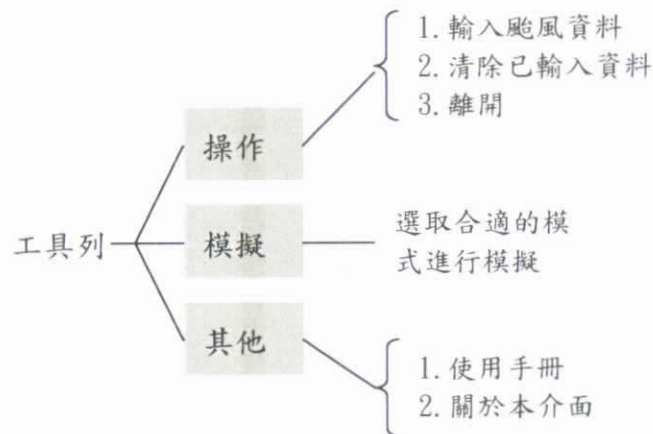 1.輸入颱風資料
2.清除已輸入資料
3.離開
操作
工具列
模擬
選取合適的模
式進行模擬
其他
1.使用手冊
2.關於本介面